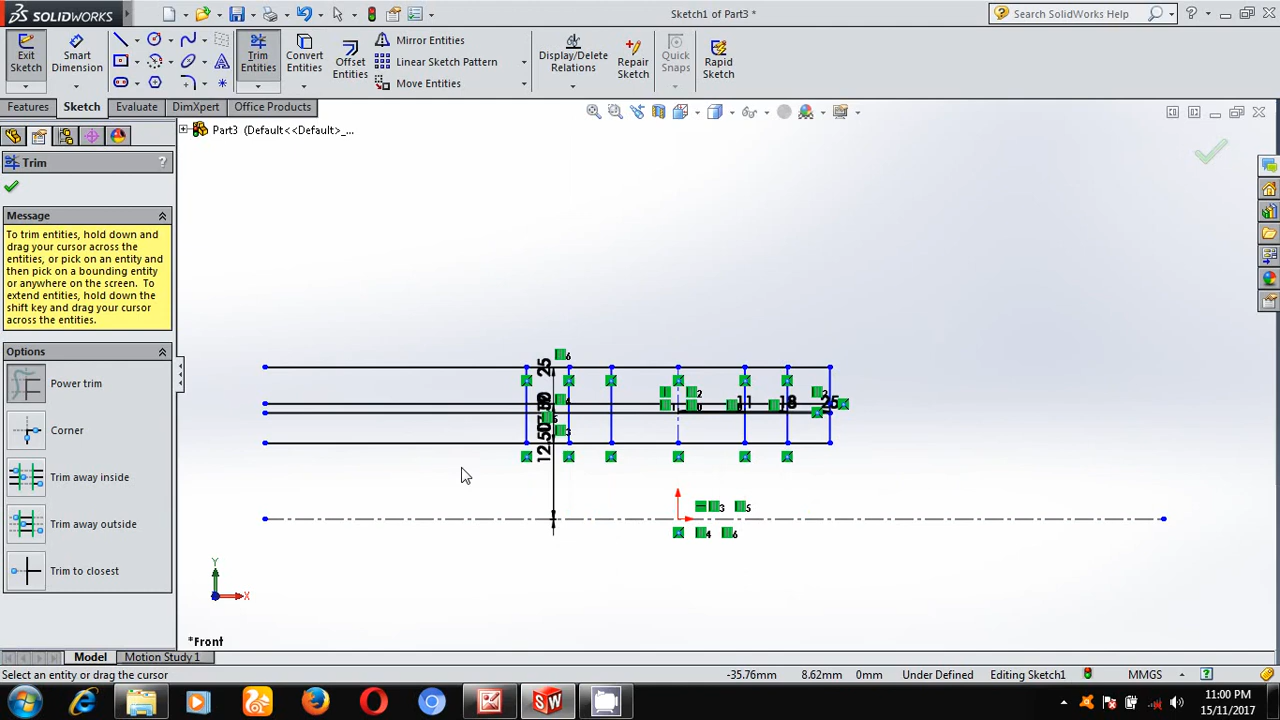 SOLIDWORKS
Sketch1 of Part3 *
Search SolidWorks Help
Exit Sketch
Smart Dimension
Trim Entities
Convert Entities
Offset Entities
Mirror Entities
Linear Sketch Pattern
Move Entities
Display/Delete Relations
Repair Sketch
Quick Snaps
Rapid Sketch
Features
Sketch
Evaluate
DimXpert
Office Products
Part3 (Default<<Default>_...
Trim
?
Message
To trim entities, hold down and
drag your cursor across the
entities, or pick on an entity and
then pick on a bounding entity
or anywhere on the screen. To
extend entities, hold down the
shift key and drag your cursor
across the entities.
Options
Power trim
Corner
Trim away inside
Trim away outside
Trim to closest
25
12.50
11
18
25
Y
X
*Front
Model
Motion Study 1
Select an entity or drag the cursor
-35.76mm
8.62mm
0mm
Under Defined
Editing Sketch1
MMGS
11:00 PM
15/11/2017